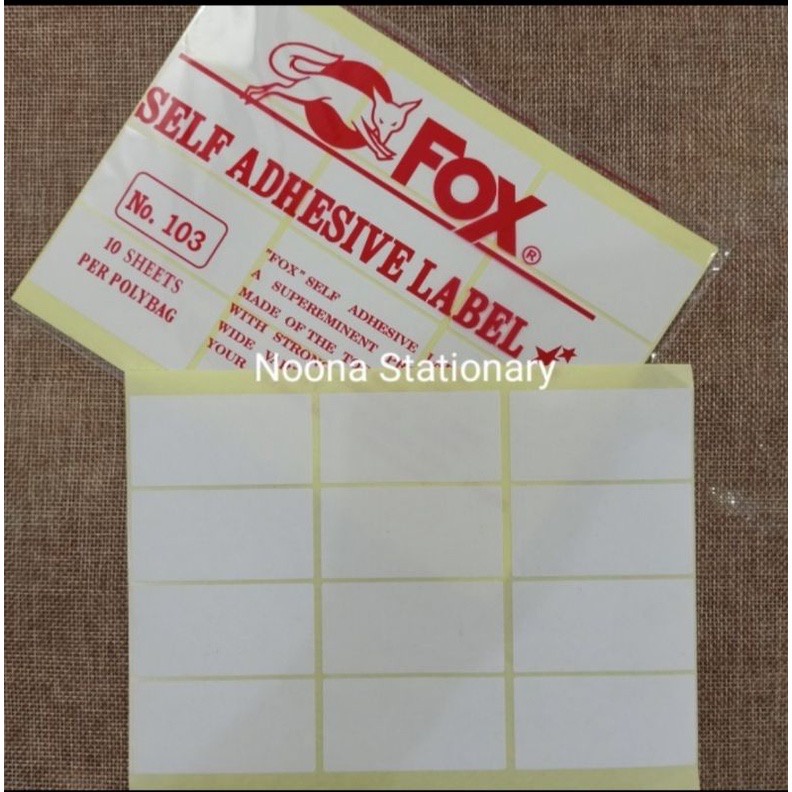 FOX®
SELF ADHESIVE LABEL
No. 103
10 SHEETS
PER POLYBAG
"FOX" SELF ADHESIVE
A SUPEREMINENT
MADE OF THE
WITH STRON
WIDE
YOUR
Noona Stationary